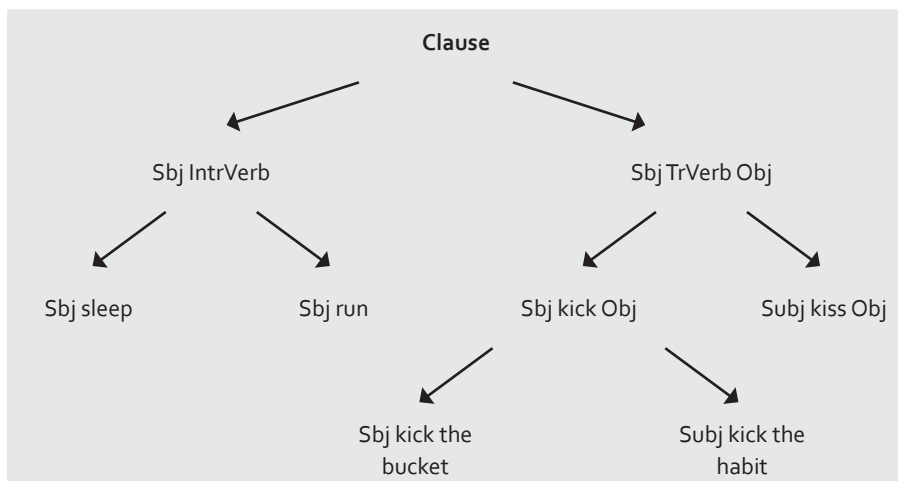 Clause
Sbj IntrVerb
Sbj TrVerb Obj
Sbj sleep
Sbj run
Sbj kick Obj
Subj kiss Obj
Sbj kick the
bucket
Subj kick the
habit